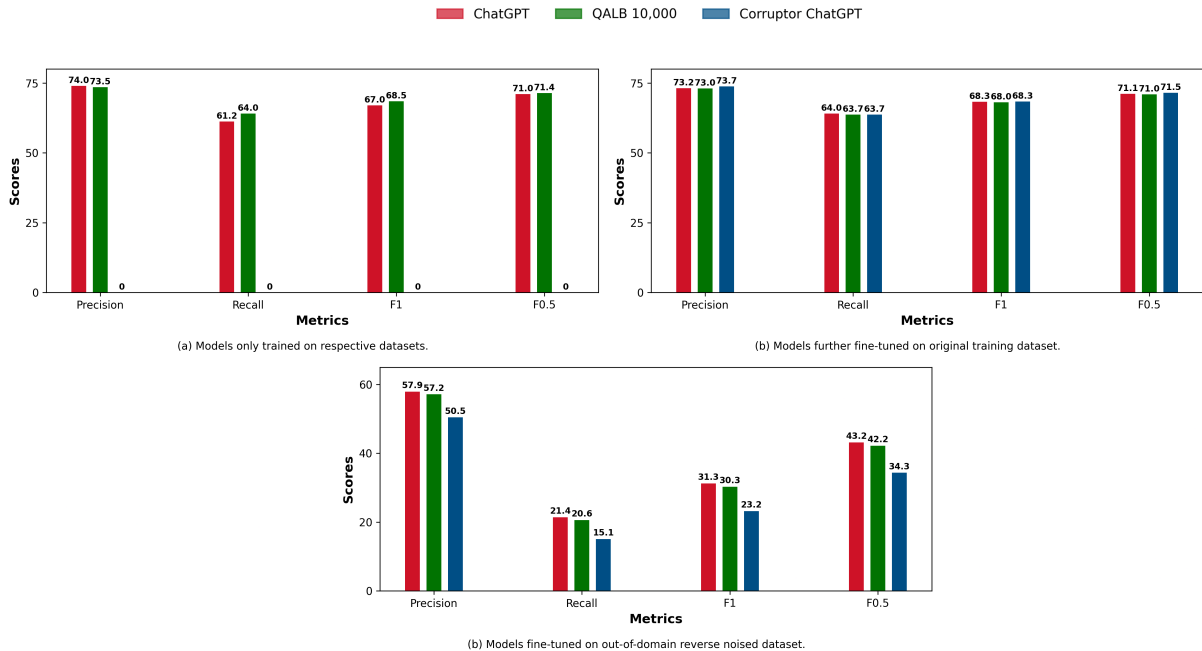 ChatGPT QALB 10,000 Corruptor ChatGPT
75
50
25
0
Scores
74.0 73.5 0
61.2 64.0 0
67.0 68.5 0
71.0 71.4 0
Precision Recall F1 F0.5
Metrics
(a) Models only trained on respective datasets.
75
50
25
0
Scores
73.2 73.0 73.7
64.0 63.7 63.7
68.3 68.0 68.3
71.1 71.0 71.5
Precision Recall F1 F0.5
Metrics
(b) Models further fine-tuned on original training dataset.
60
40
20
0
Scores
57.9 57.2 50.5
21.4 20.6 15.1
31.3 30.3 23.2
43.2 42.2 34.3
Precision Recall F1 F0.5
Metrics
(b) Models fine-tuned on out-of-domain reverse noised dataset.